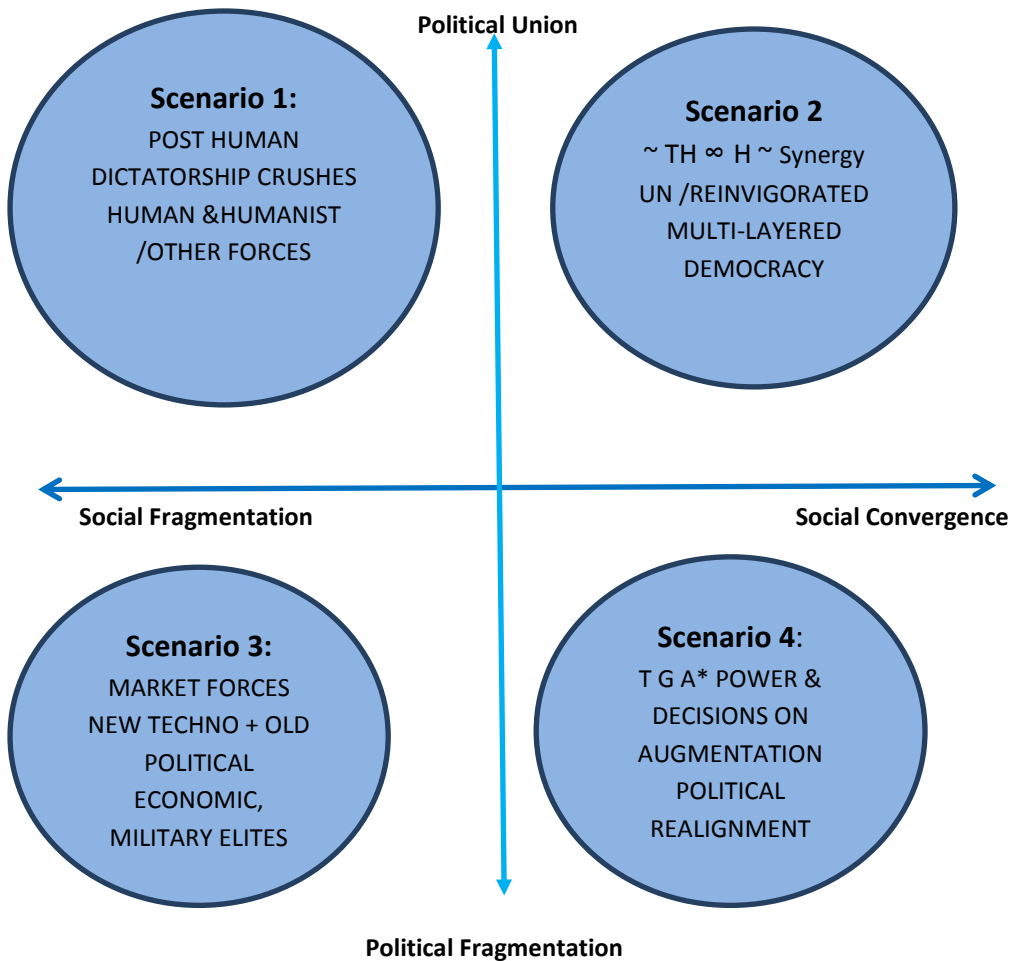 Political Union
Scenario 1:
POST HUMAN
DICTATORSHIP CRUSHES
HUMAN &HUMANIST
/OTHER FORCES
Scenario 2
~ TH ∞ H ~ Synergy
UN /REINVIGORATED
MULTI-LAYERED
DEMOCRACY
Social Fragmentation
Social Convergence
Scenario 3:
MARKET FORCES
NEW TECHNO + OLD
POLITICAL
ECONOMIC,
MILITARY ELITES
Scenario 4:
T G A* POWER &
DECISIONS ON
AUGMENTATION
POLITICAL
REALIGNMENT
Political Fragmentation